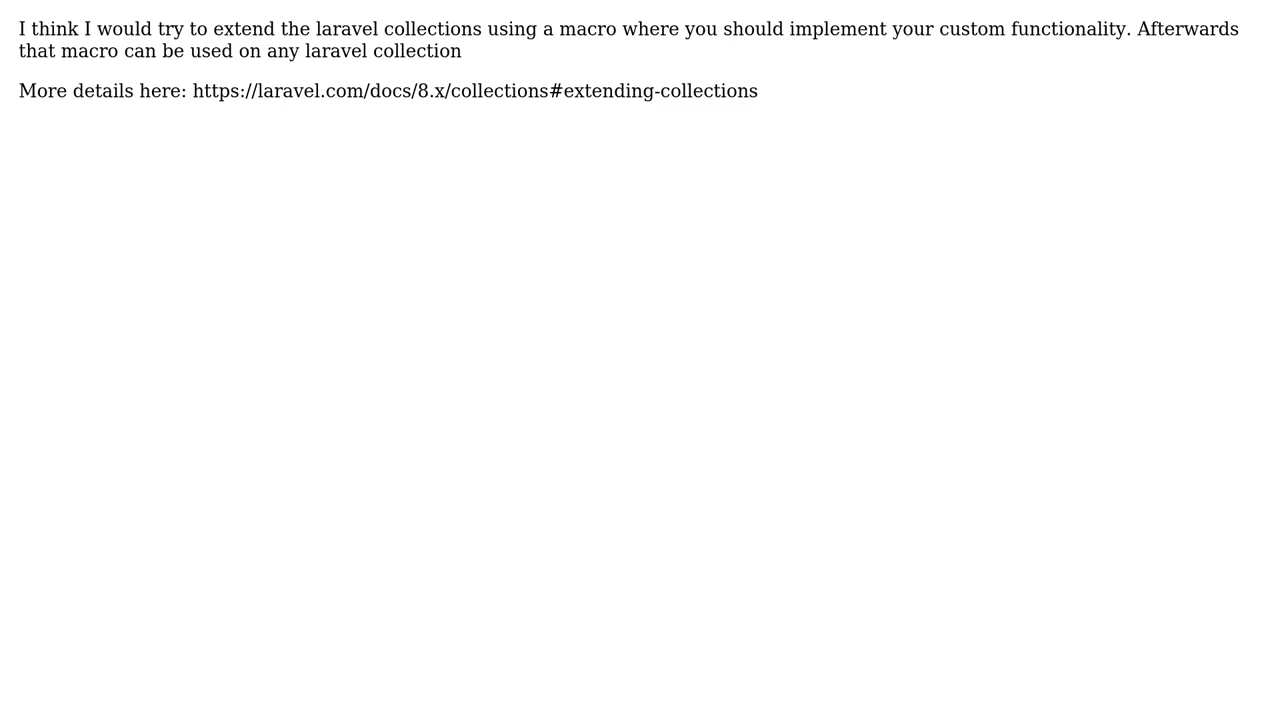 I think I would try to extend the laravel collections using a macro where you should implement your custom functionality. Afterwards
that macro can be used on any laravel collection
More details here: https://laravel.com/docs/8.x/collections#extending-collections